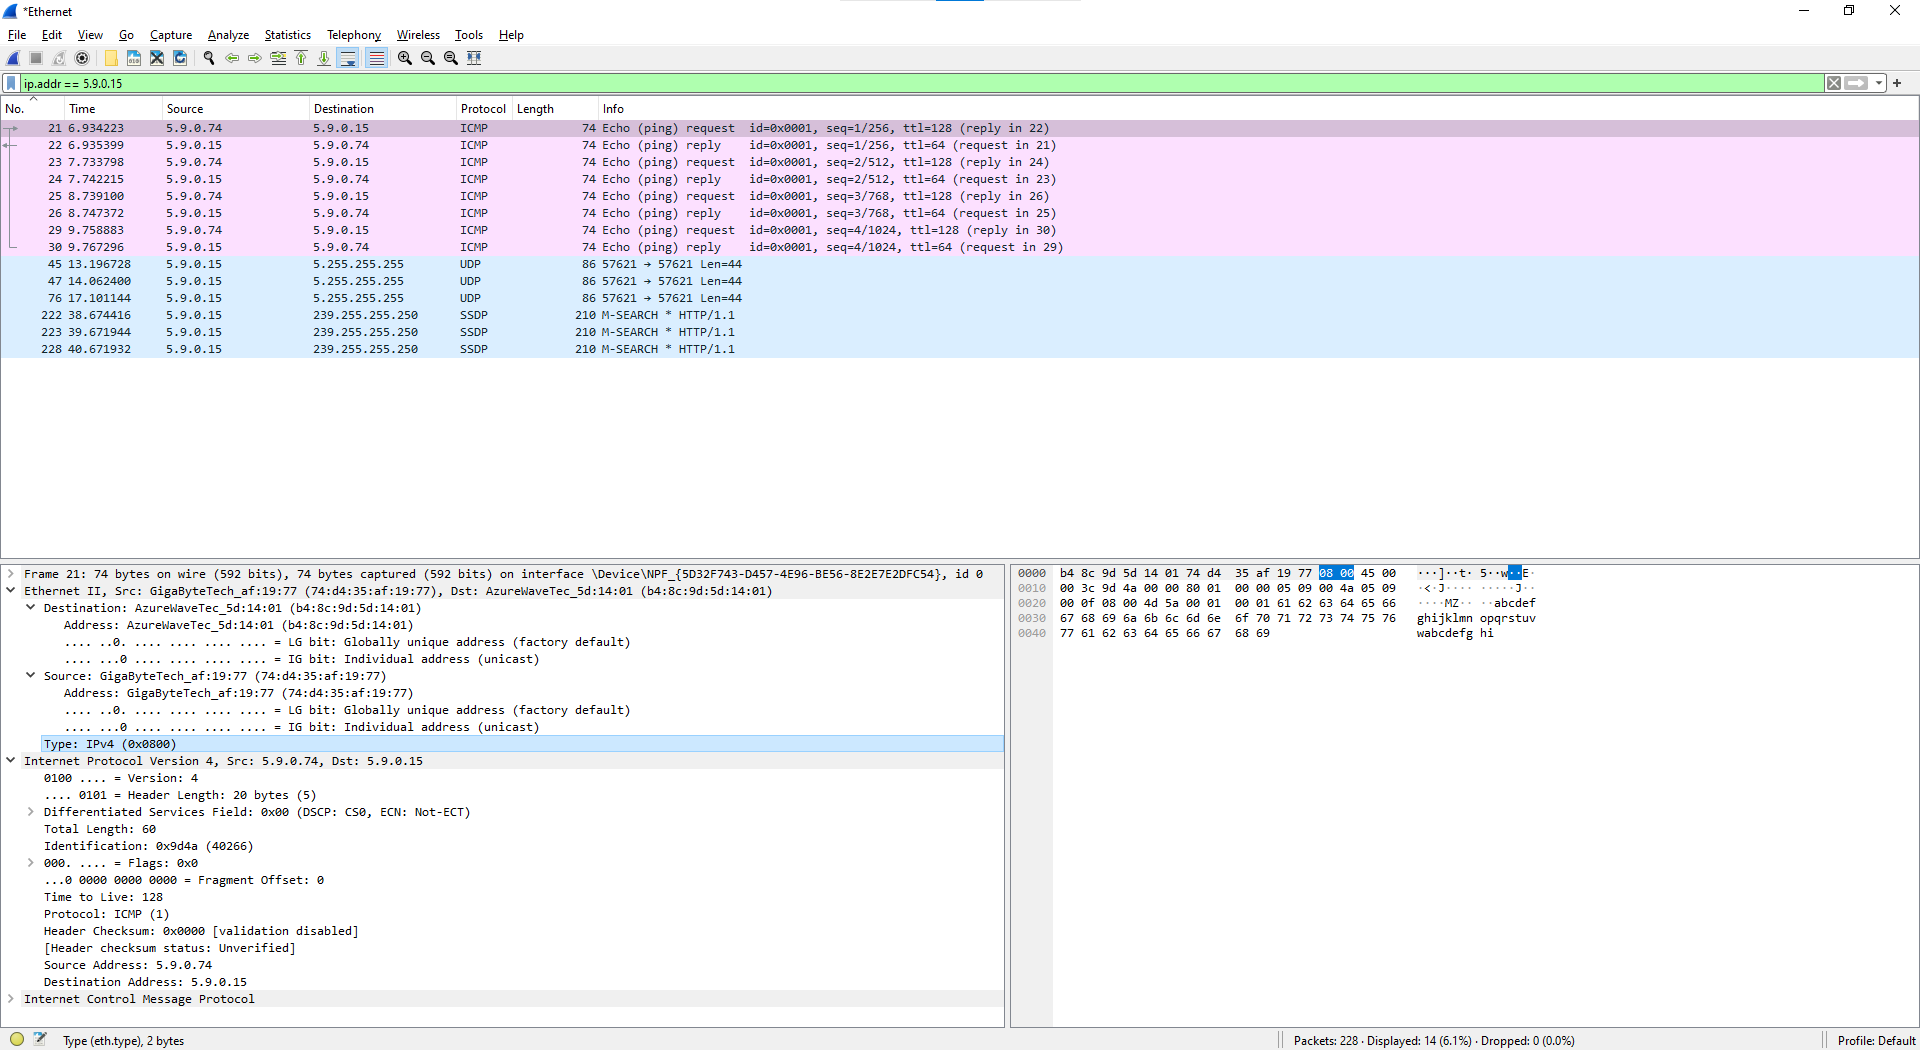 *Ethernet
File Edit View Go Capture Analyze Statistics Telephony Wireless Tools Help
ip.addr == 5.9.0.15
No. Time Source Destination Protocol Length Info
21 6.934223 5.9.0.74 5.9.0.15 ICMP 74 Echo (ping) request id=0x0001, seq=1/256, ttl=128 (reply in 22)
22 6.935399 5.9.0.15 5.9.0.74 ICMP 74 Echo (ping) reply id=0x0001, seq=1/256, ttl=64 (request in 21)
23 7.733798 5.9.0.74 5.9.0.15 ICMP 74 Echo (ping) request id=0x0001, seq=2/512, ttl=128 (reply in 24)
24 7.742215 5.9.0.15 5.9.0.74 ICMP 74 Echo (ping) reply id=0x0001, seq=2/512, ttl=64 (request in 23)
25 8.739100 5.9.0.74 5.9.0.15 ICMP 74 Echo (ping) request id=0x0001, seq=3/768, ttl=128 (reply in 26)
26 8.747372 5.9.0.15 5.9.0.74 ICMP 74 Echo (ping) reply id=0x0001, seq=3/768, ttl=64 (request in 25)
29 9.758883 5.9.0.74 5.9.0.15 ICMP 74 Echo (ping) request id=0x0001, seq=4/1024, ttl=128 (reply in 30)
30 9.767296 5.9.0.15 5.9.0.74 ICMP 74 Echo (ping) reply id=0x0001, seq=4/1024, ttl=64 (request in 29)
45 13.196728 5.9.0.15 5.255.255.255 UDP 86 57621 → 57621 Len=44
47 14.062400 5.9.0.15 5.255.255.255 UDP 86 57621 → 57621 Len=44
76 17.101144 5.9.0.15 5.255.255.255 UDP 86 57621 → 57621 Len=44
222 38.674416 5.9.0.15 239.255.255.250 SSDP 210 M-SEARCH * HTTP/1.1
223 39.671944 5.9.0.15 239.255.255.250 SSDP 210 M-SEARCH * HTTP/1.1
228 40.671932 5.9.0.15 239.255.255.250 SSDP 210 M-SEARCH * HTTP/1.1
Frame 21: 74 bytes on wire (592 bits), 74 bytes captured (592 bits) on interface \Device\NPF_{5D32F743-D457-4E96-BE56-8E2E7E2DFC54}, id 0
Ethernet II, Src: GigaByteTech_af:19:77 (74:d4:35:af:19:77), Dst: AzureWaveTec_5d:14:01 (b4:8c:9d:5d:14:01)
Destination: AzureWaveTec_5d:14:01 (b4:8c:9d:5d:14:01)
Address: AzureWaveTec_5d:14:01 (b4:8c:9d:5d:14:01)
.... ..0. .... .... .... .... = LG bit: Globally unique address (factory default)
.... ...0 .... .... .... .... = IG bit: Individual address (unicast)
Source: GigaByteTech_af:19:77 (74:d4:35:af:19:77)
Address: GigaByteTech_af:19:77 (74:d4:35:af:19:77)
.... ..0. .... .... .... .... = LG bit: Globally unique address (factory default)
.... ...0 .... .... .... .... = IG bit: Individual address (unicast)
Type: IPv4 (0x0800)
Internet Protocol Version 4, Src: 5.9.0.74, Dst: 5.9.0.15
0100 .... = Version: 4
.... 0101 = Header Length: 20 bytes (5)
Differentiated Services Field: 0x00 (DSCP: CS0, ECN: Not-ECT)
Total Length: 60
Identification: 0x9d4a (40266)
000. .... = Flags: 0x0
...0 0000 0000 0000 = Fragment Offset: 0
Time to Live: 128
Protocol: ICMP (1)
Header Checksum: 0x0000 [validation disabled]
[Header checksum status: Unverified]
Source Address: 5.9.0.74
Destination Address: 5.9.0.15
Internet Control Message Protocol
0000 b4 8c 9d 5d 14 01 74 d4 35 af 19 77 08 00 45 00 ···]··t· 5··w··E·
0010 00 3c 9d 4a 00 00 80 01 00 00 05 09 00 4a 05 09 ·<·J···· ·····J··
0020 00 0f 08 00 4d 5a 00 01 00 01 61 62 63 64 65 66 ····MZ·· ··abcdef
0030 67 68 69 6a 6b 6c 6d 6e 6f 70 71 72 73 74 75 76 ghijklmn opqrstuv
0040 77 61 62 63 64 65 66 67 68 69 wabcdefg hi
Type (eth.type), 2 bytes
Packets: 228 · Displayed: 14 (6.1%) · Dropped: 0 (0.0%)
Profile: Default